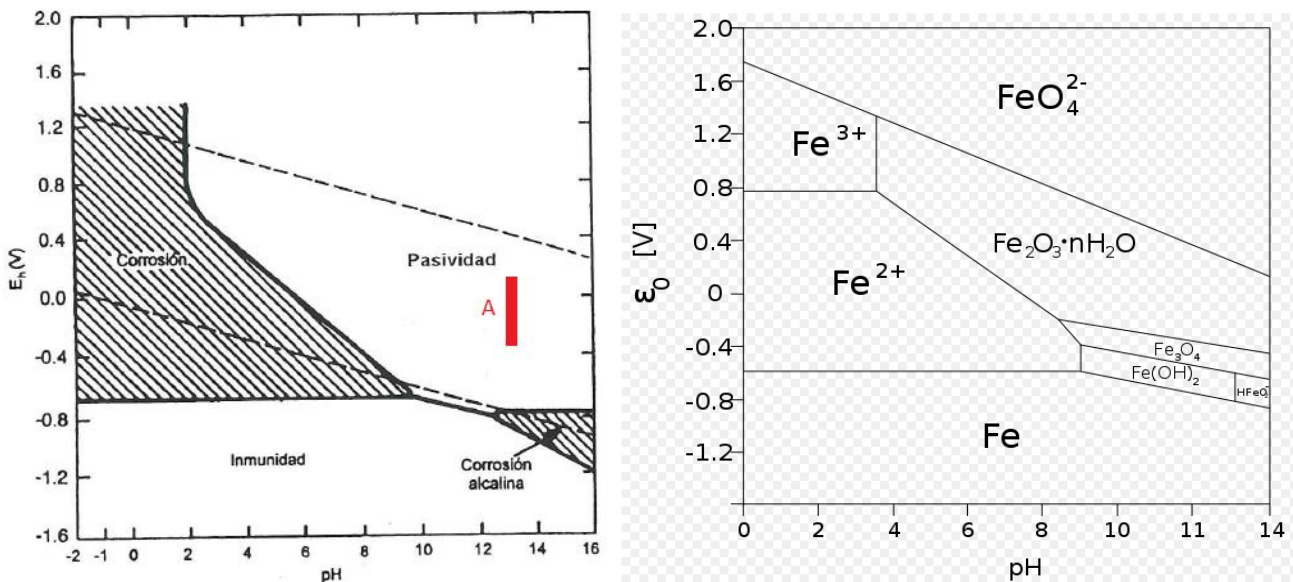 2.0
1.6
1.2
0.8
0.4
0.0
-0.4
-0.8
-1.2
-1.6
E_h (V)
-2 -1 0 2 4 6 8 10 12 14 16
pH
Corrosión
Pasividad
A
Inmunidad
Corrosión
alcalina
2.0
1.6
1.2
0.8
0.4
0
-0.4
-0.8
-1.2
ε₀ [V]
0 2 4 6 8 10 11 14
pH
FeO₄²⁻
Fe³⁺
Fe₂O₃•nH₂O
Fe²⁺
Fe₃O₄
Fe(OH)₂
HFeO₂⁻
Fe